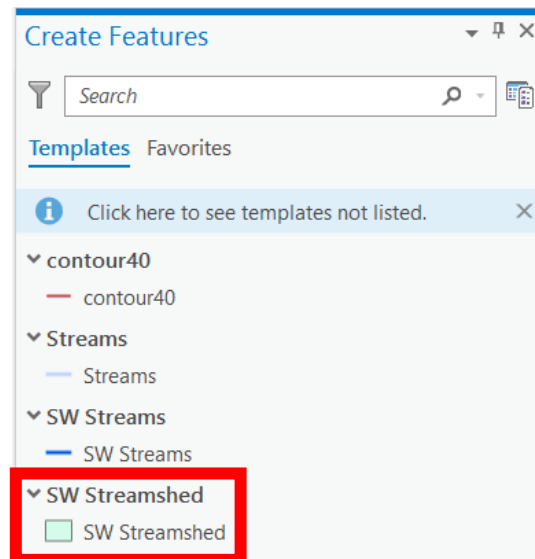 Create Features
Search
Templates Favorites
Click here to see templates not listed.
contour40
contour40
Streams
Streams
SW Streams
SW Streams
SW Streamshed
SW Streamshed